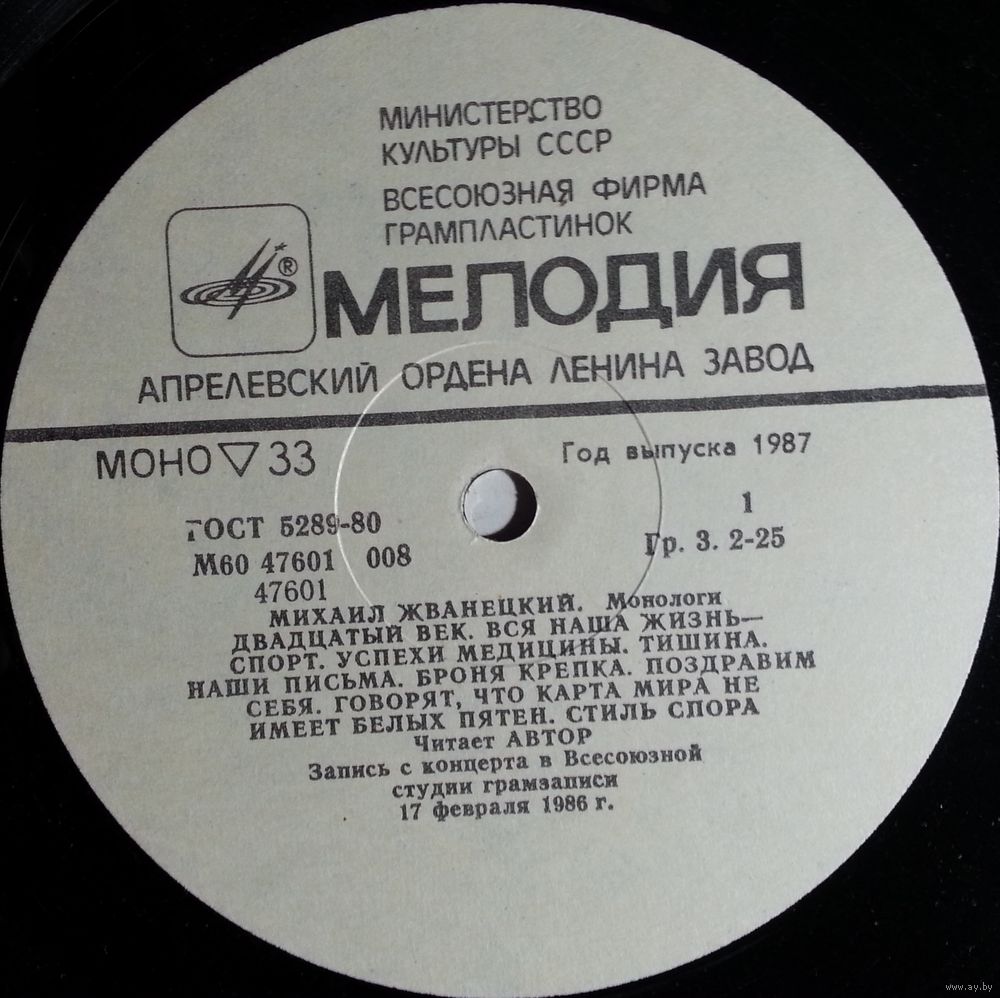 МИНИСТЕРСТВО
КУЛЬТУРЫ СССР
ВСЕСОЮЗНАЯ ФИРМА
ГРАМПЛАСТИНОК
®
МЕЛОДИЯ
АПРЕЛЕВСКИЙ ОРДЕНА ЛЕНИНА ЗАВОД
МОНО ▽ 33
Год выпуска 1987
ГОСТ 5289-80
1
М60 47601 008
Гр. 3. 2-25
47601
МИХАИЛ ЖВАНЕЦКИЙ. Монологи
ДВАДЦАТЫЙ ВЕК. ВСЯ НАША ЖИЗНЬ—
СПОРТ. УСПЕХИ МЕДИЦИНЫ. ТИШИНА.
НАШИ ПИСЬМА. БРОНЯ КРЕПКА. ПОЗДРАВИМ
СЕБЯ. ГОВОРЯТ, ЧТО КАРТА МИРА НЕ
ИМЕЕТ БЕЛЫХ ПЯТЕН. СТИЛЬ СПОРА
Читает АВТОР
Запись с концерта в Всесоюзной
студии грамзаписи
17 февраля 1986 г.
www.ay.by